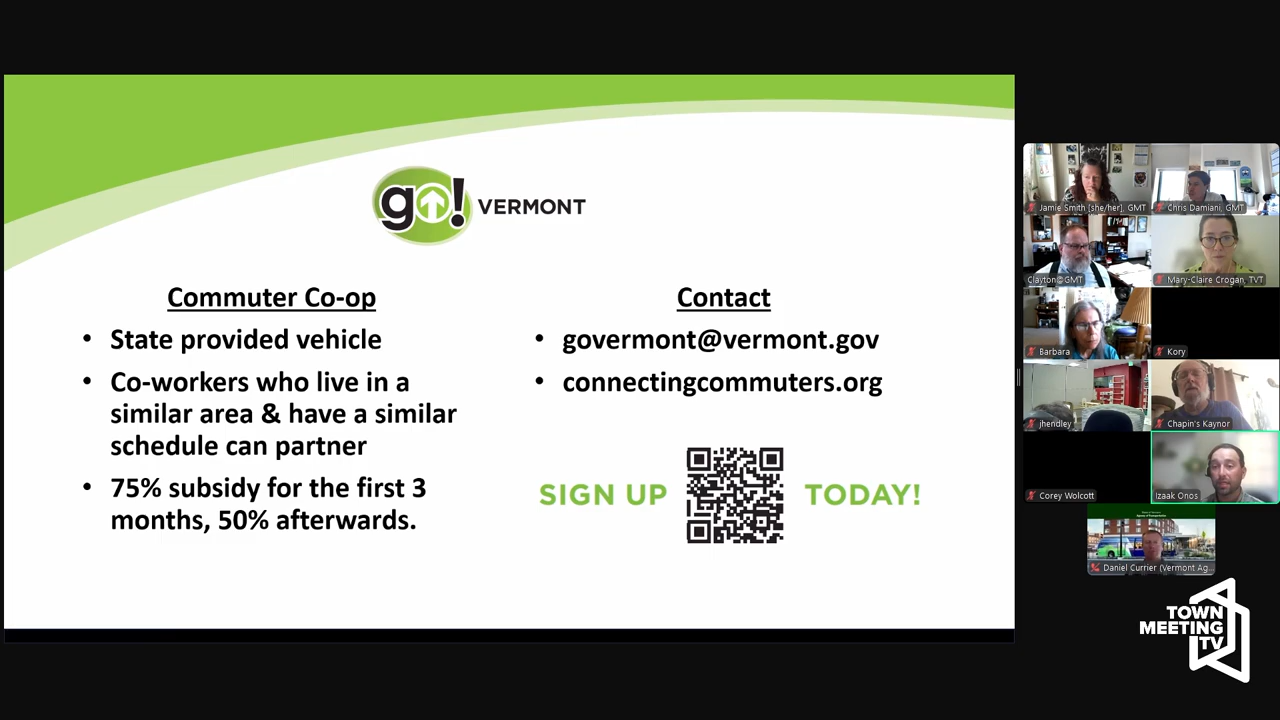 go! VERMONT
Commuter Co-op
• State provided vehicle
• Co-workers who live in a
similar area & have a similar
schedule can partner
• 75% subsidy for the first 3
months, 50% afterwards.
Contact
• govermont@vermont.gov
• connectingcommuters.org
SIGN UP
TODAY!
Jamie Smith [she/her], GMT
Chris Damiani, GMT
Clayton@GMT
Mary-Claire Crogan, TVT
Barbara
Kory
jhendley
Chapin's Kaynor
Corey Wolcott
Izaak Onos
Daniel Currier (Vermont Ag...
TOWN
MEETING
TV